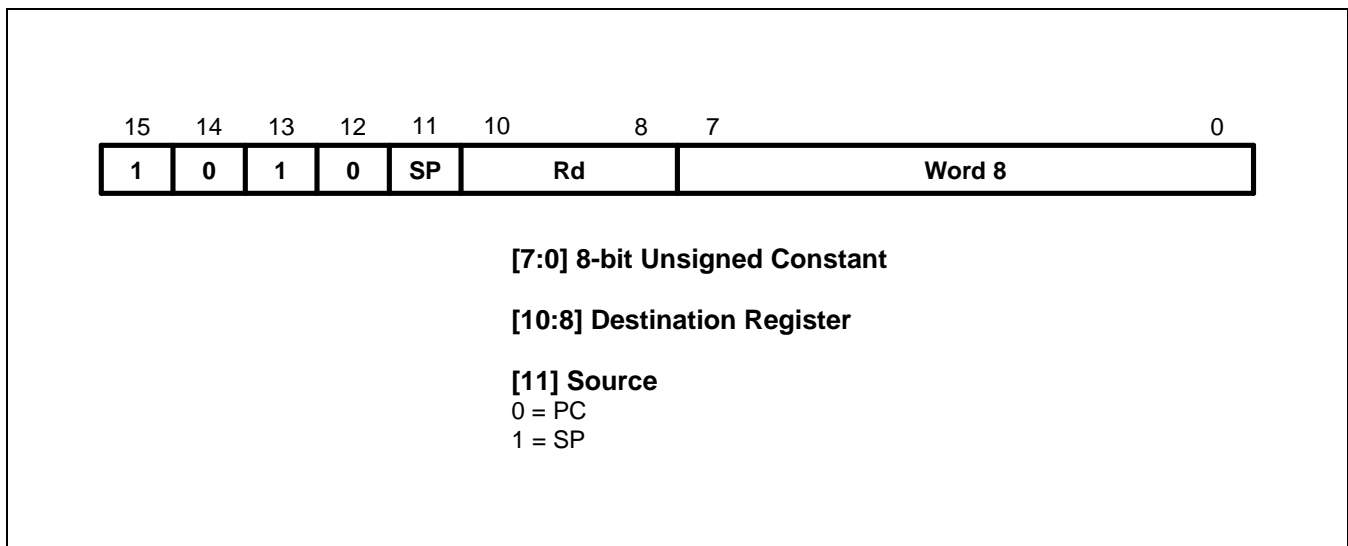 15 14 13 12 11 10 8 7 0
1 0 1 0 SP Rd Word 8
[7:0] 8-bit Unsigned Constant
[10:8] Destination Register
[11] Source
0 = PC
1 = SP